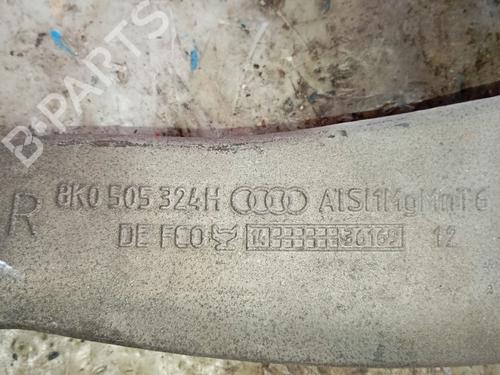 R
8K0 505 324H AlSi1MgMnT6
DE FCO 12
B-PARTS